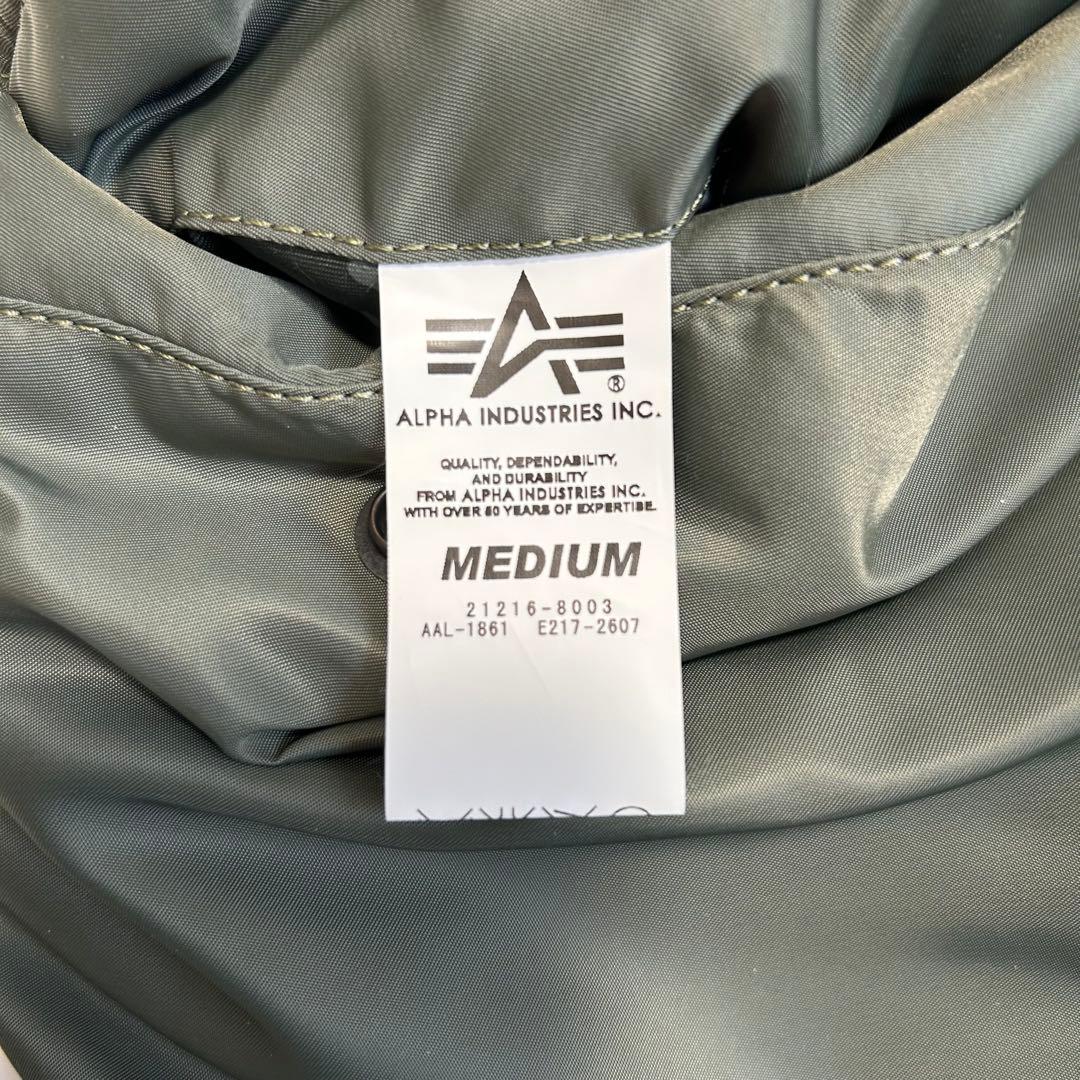 ®
ALPHA INDUSTRIES INC.
QUALITY, DEPENDABILITY,
AND DURABILITY
FROM ALPHA INDUSTRIES INC.
WITH OVER 60 YEARS OF EXPERTISE.
MEDIUM
21216-8003
AAL-1861 E217-2607